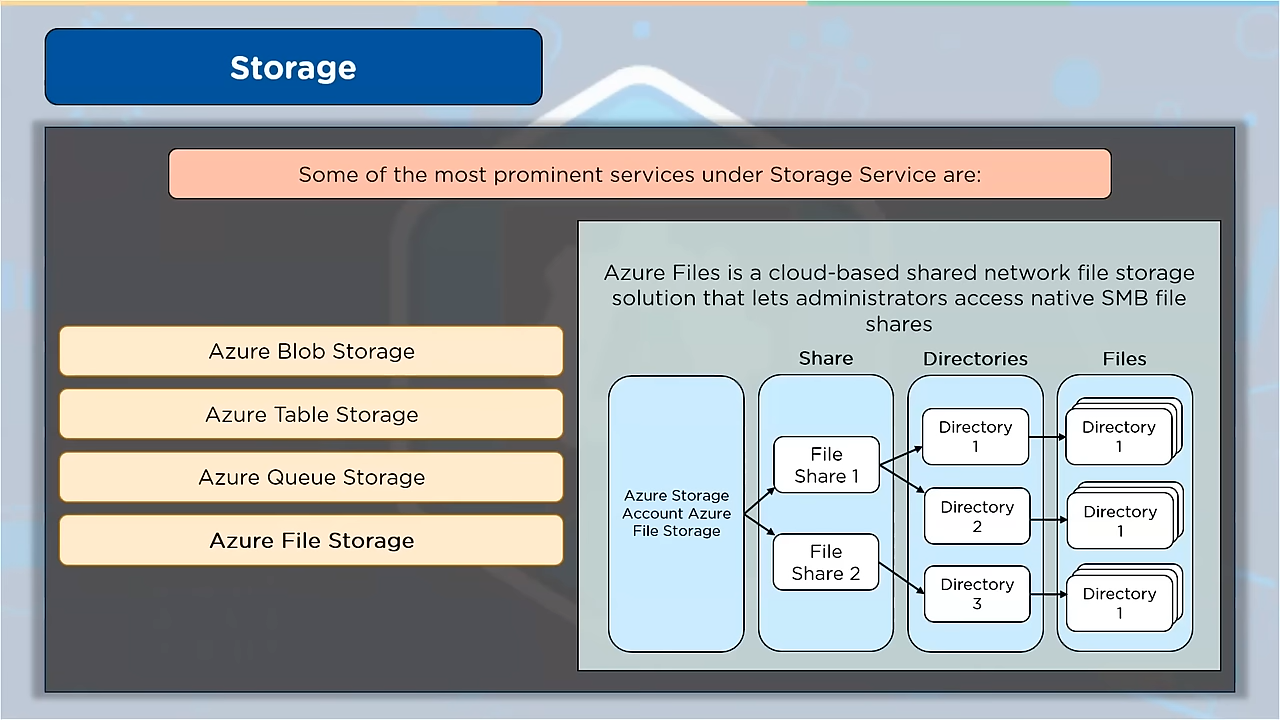 Storage
Some of the most prominent services under Storage Service are:
Azure Blob Storage
Azure Table Storage
Azure Queue Storage
Azure File Storage
Azure Files is a cloud-based shared network file storage
solution that lets administrators access native SMB file
shares
Share
Directories
Files
Azure Storage
Account Azure
File Storage
File
Share 1
File
Share 2
Directory
1
Directory
2
Directory
3
Directory
1
Directory
1
Directory
1